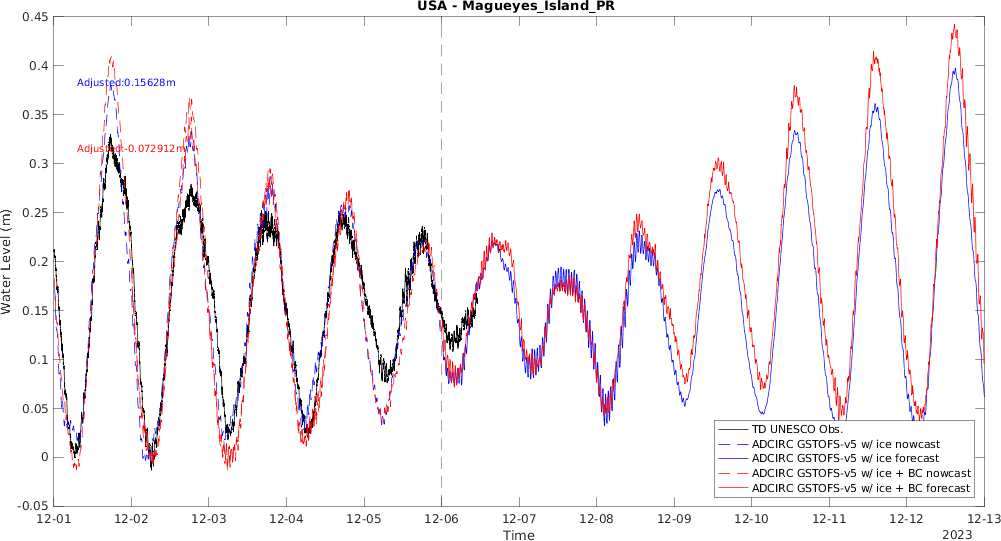 USA - Magueyes_Island_PR
0.45
0.4
0.35
0.3
0.25
0.2
0.15
0.1
0.05
0
-0.05
Water Level (m)
Adjusted:0.15628m
Adjusted:-0.072912m
TD UNESCO Obs.
ADCIRC GSTOFS-v5 w/ ice nowcast
ADCIRC GSTOFS-v5 w/ ice forecast
ADCIRC GSTOFS-v5 w/ ice + BC nowcast
ADCIRC GSTOFS-v5 w/ ice + BC forecast
12-01 12-02 12-03 12-04 12-05 12-06 12-07 12-08 12-09 12-10 12-11 12-12 12-13
Time
2023